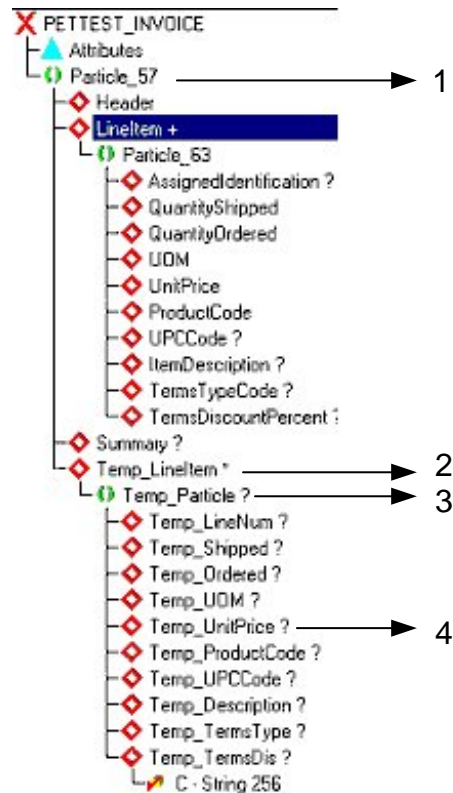 PETTEST_INVOICE
Attributes
Particle_57 1
Header
LineItem +
Particle_63
AssignedIdentification ?
QuantityShipped
QuantityOrdered
UOM
UnitPrice
ProductCode
UPCCode ?
ItemDescription ?
TermsTypeCode ?
TermsDiscountPercent ?
Summary ?
Temp_LineItem * 2
Temp_Particle ? 3
Temp_LineNum ?
Temp_Shipped ?
Temp_Ordered ?
Temp_UOM ?
Temp_UnitPrice ? 4
Temp_ProductCode ?
Temp_UPCCode ?
Temp_Description ?
Temp_TermsType ?
Temp_TermsDis ?
C - String 256